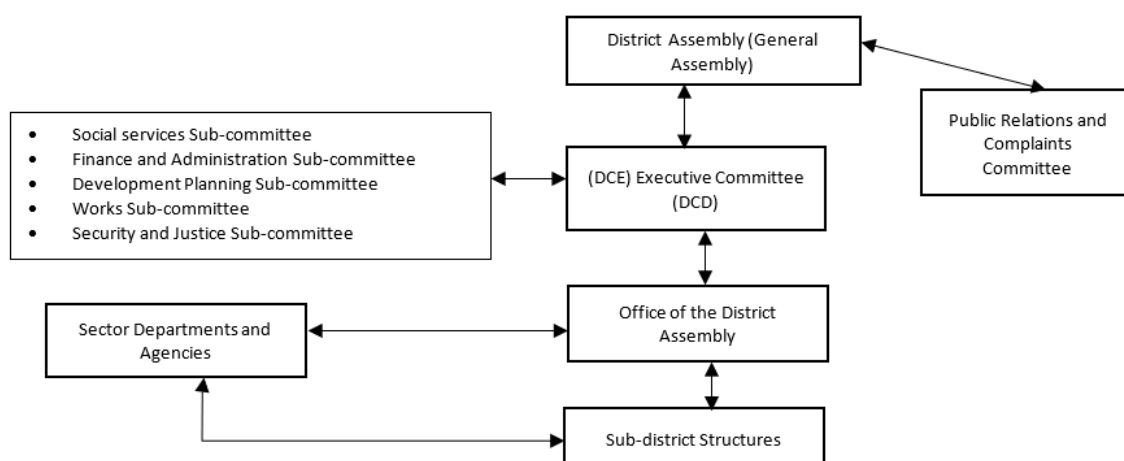 District Assembly (General
Assembly)
Public Relations and
Complaints
Committee
• Social services Sub-committee
• Finance and Administration Sub-committee
• Development Planning Sub-committee
• Works Sub-committee
• Security and Justice Sub-committee
(DCE) Executive Committee
(DCD)
Office of the District
Assembly
Sector Departments and
Agencies
Sub-district Structures